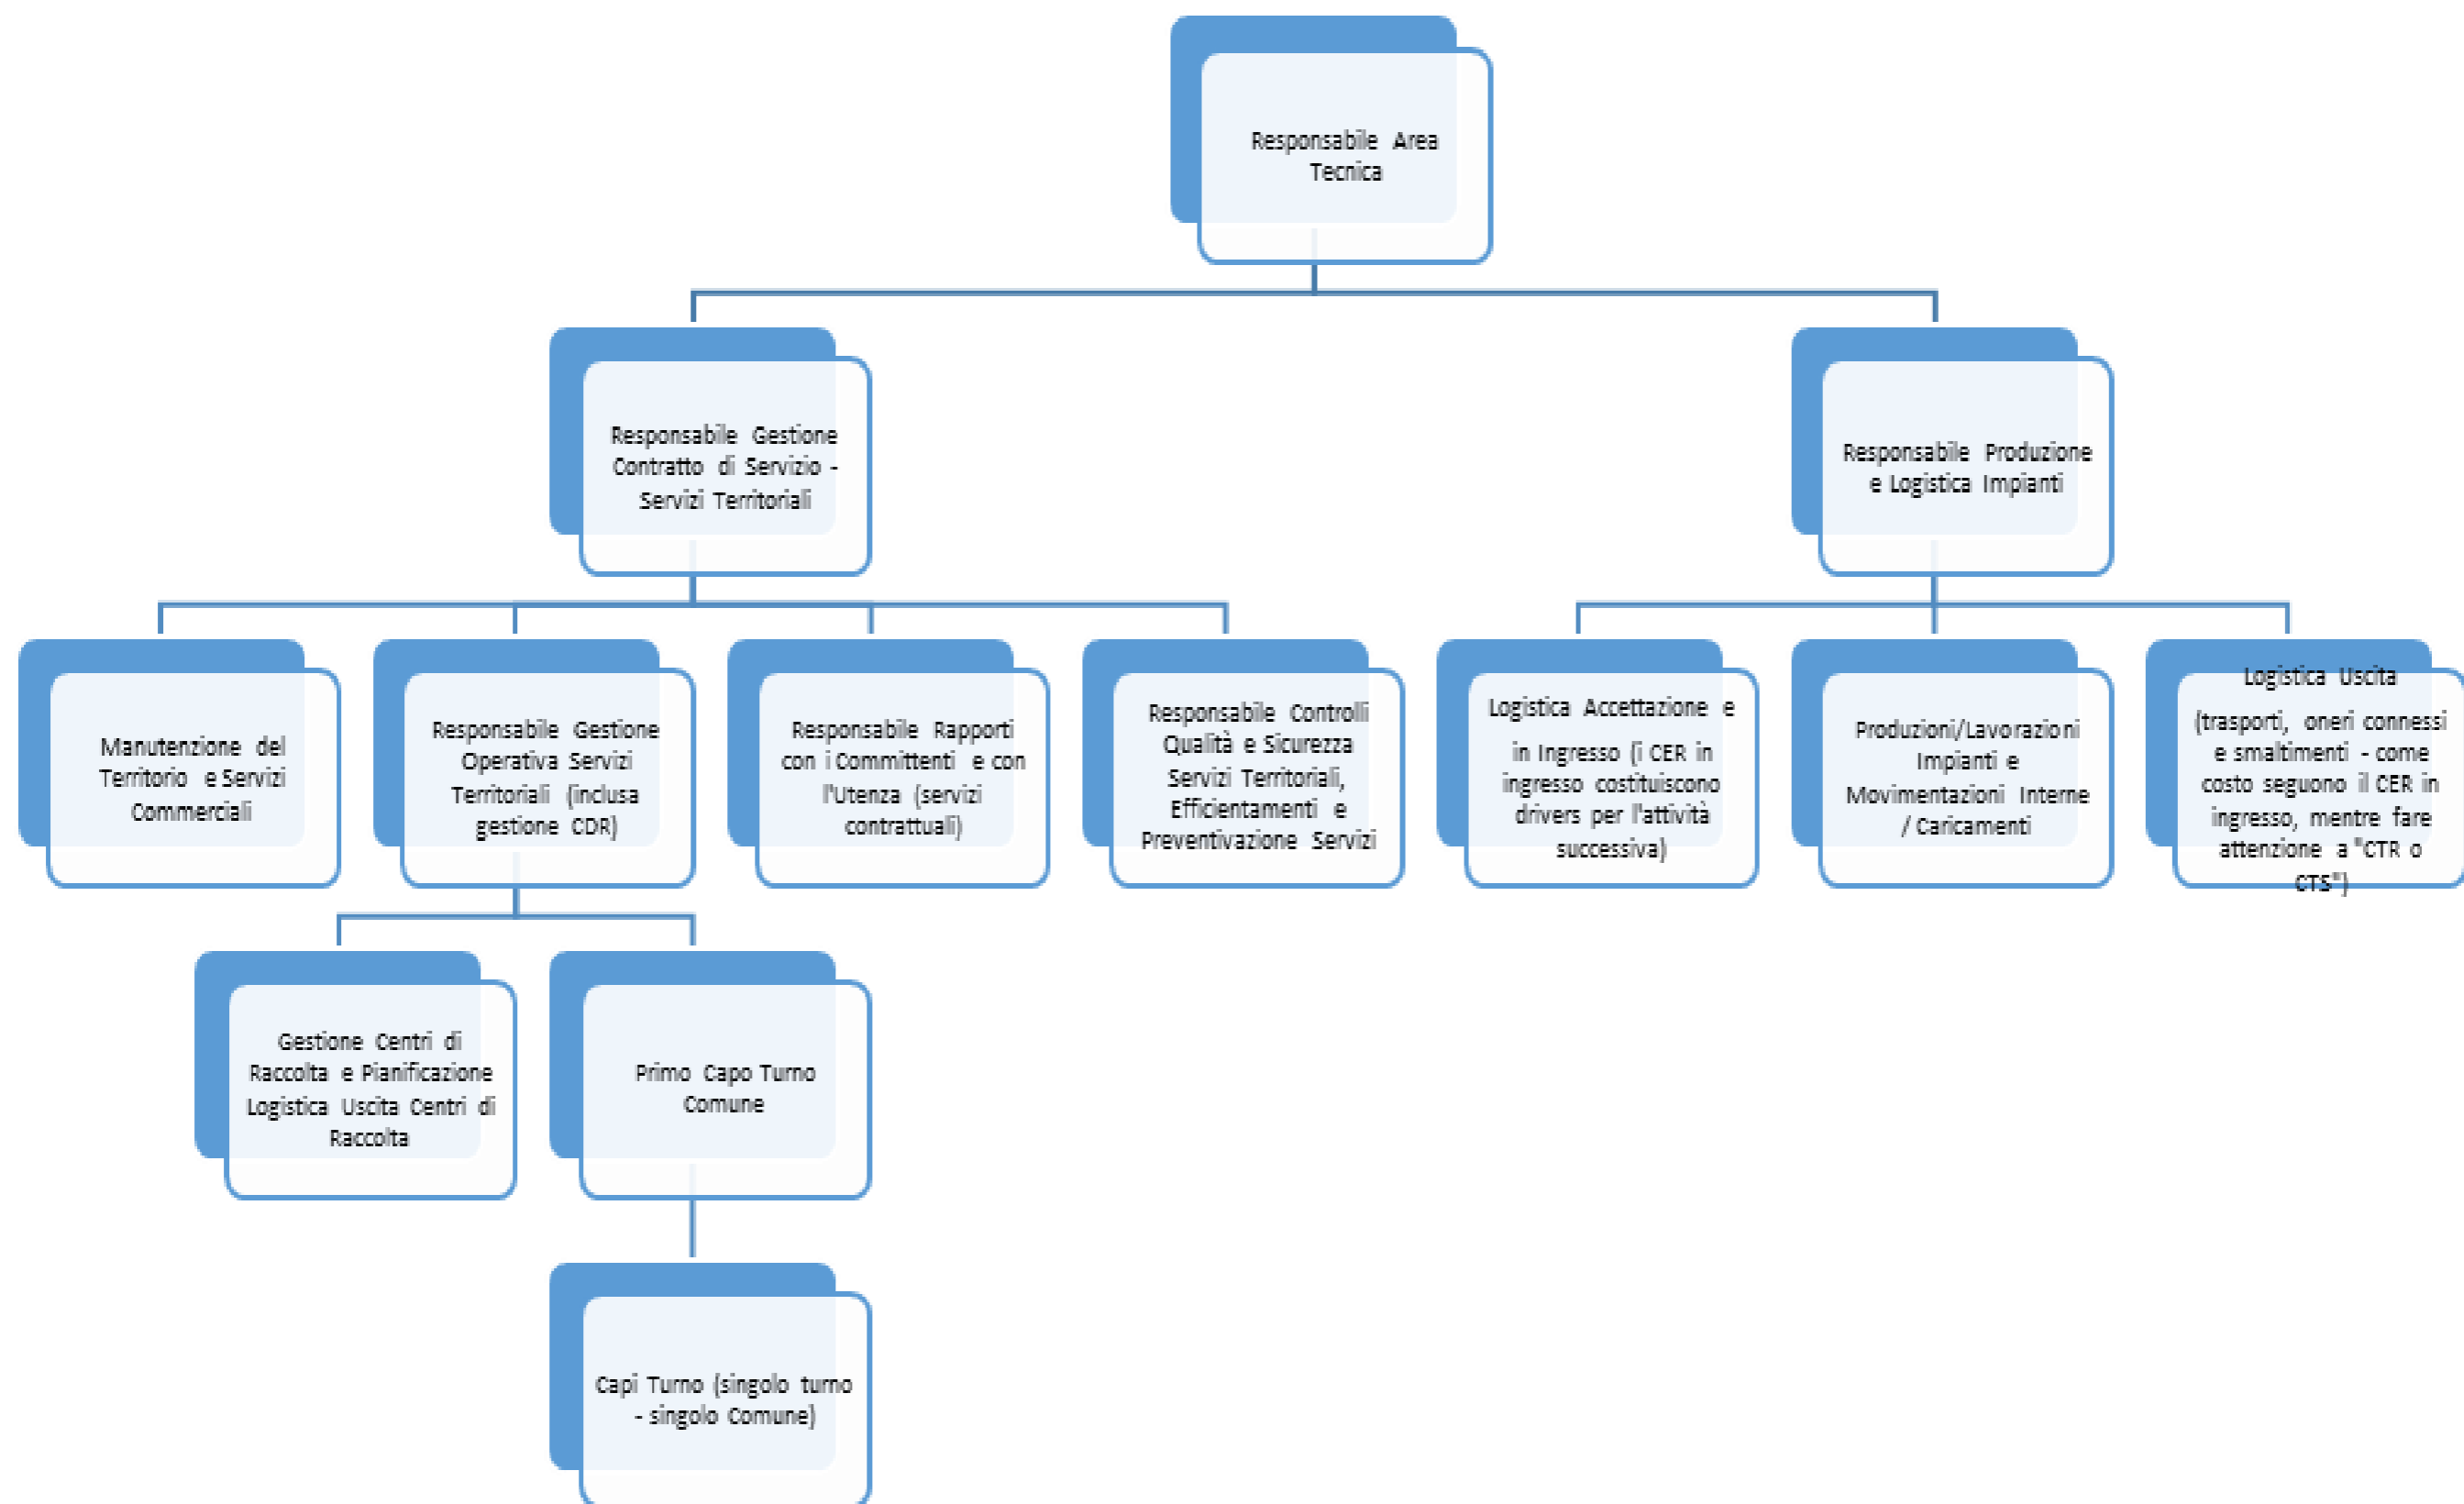 Responsabile Area
Tecnica
Responsabile Gestione
Contratto di Servizio -
Servizi Territoriali
Responsabile Produzione
e Logistica Impianti
Manutenzione del
Territorio e Servizi
Commerciali
Responsabile Gestione
Operativa Servizi
Territoriali (inclusa
gestione CDR)
Responsabile Rapporti
con i Committenti e con
l'Utenza (servizi
contrattuali)
Responsabile Controlli
Qualità e Sicurezza
Servizi Territoriali,
Efficientamenti e
Preventivazione Servizi
Logistica Accettazione e
in Ingresso (i CER in
ingresso costituiscono
drivers per l'attività
successiva)
Produzioni/Lavorazioni
Impianti e
Movimentazioni Interne
/ Caricamenti
Logistica Uscita
(trasporti, oneri connessi
e smaltimenti - come
costo seguono il CER in
ingresso, mentre fare
attenzione a "CTR o
CTS")
Gestione Centri di
Raccolta e Pianificazione
Logistica Uscita Centri di
Raccolta
Primo Capo Turno
Comune
Capi Turno (singolo turno
- singolo Comune)